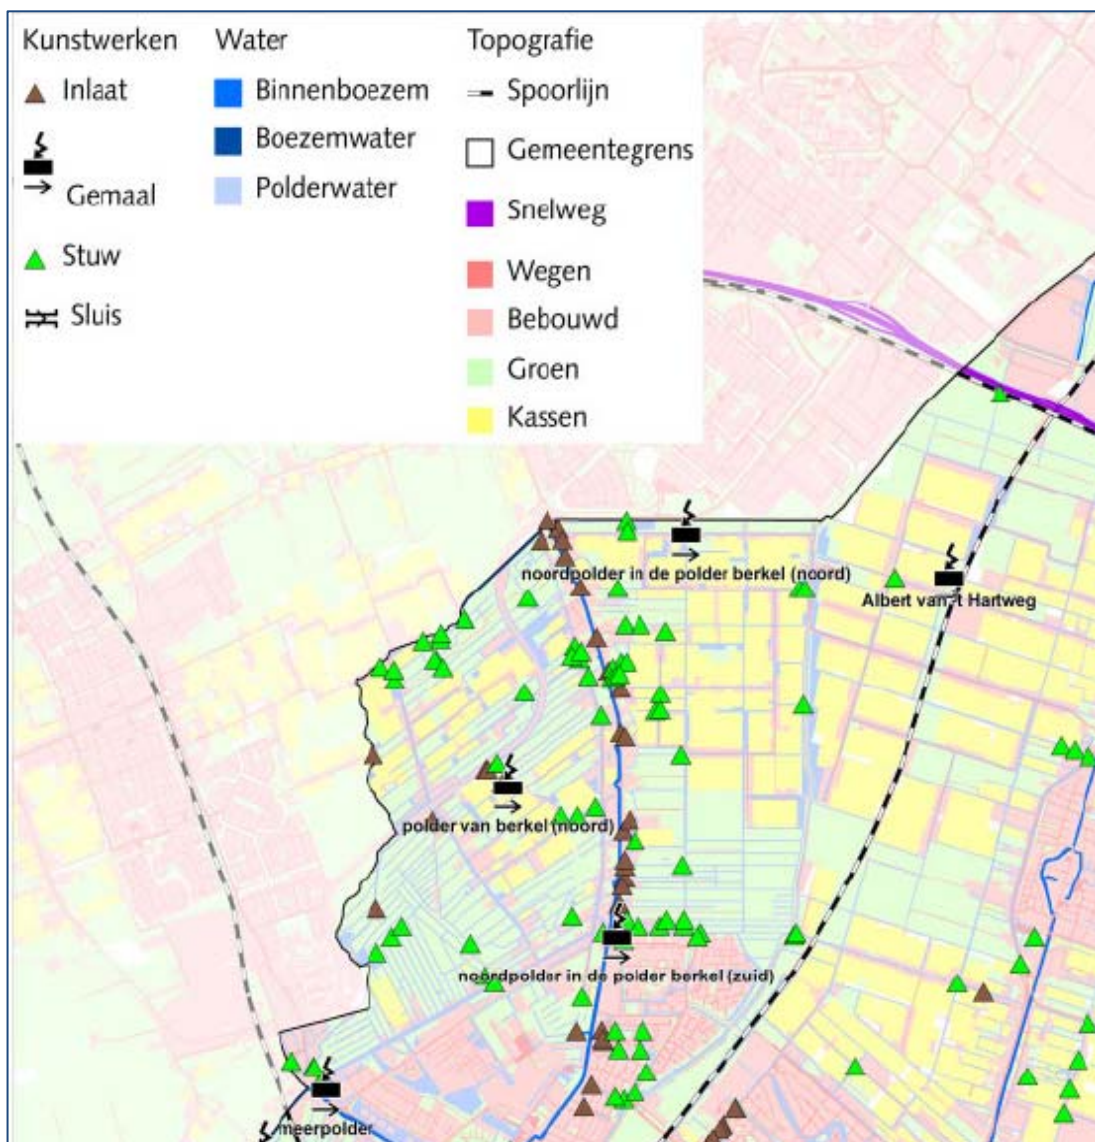 Kunstwerken
Inlaat
Gemaal
Stuw
Sluis
Water
Binnenboezem
Boezemwater
Polderwater
Topografie
Spoorlijn
Gemeentegrens
Snelweg
Wegen
Bebouwd
Groen
Kassen
noordpolder in de polder berkel (noord)
Albert van 't Hartweg
polder van berkel (noord)
noordpolder in de polder berkel (zuid)
meerpolder